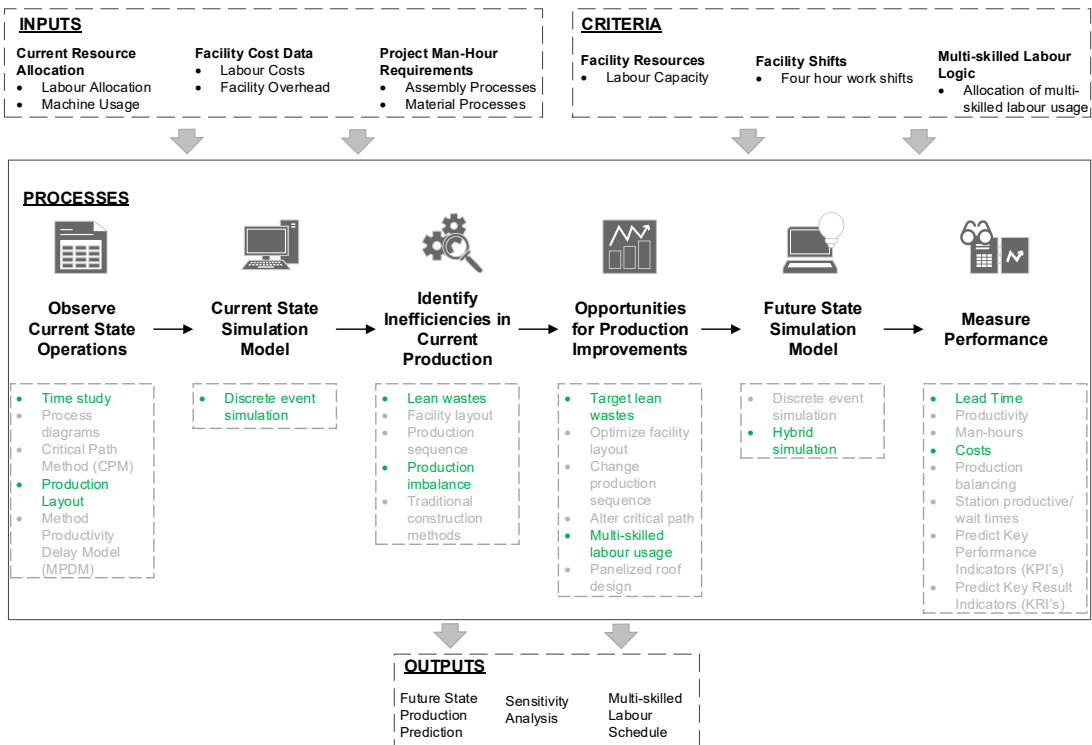 INPUTS
Current Resource
Allocation
• Labour Allocation
• Machine Usage
Facility Cost Data
• Labour Costs
• Facility Overhead
Project Man-Hour
Requirements
• Assembly Processes
• Material Processes
CRITERIA
Facility Resources
• Labour Capacity
Facility Shifts
• Four hour work shifts
Multi-skilled Labour
Logic
• Allocation of multi-
skilled labour usage
PROCESSES
Observe
Current State
Operations
Current State
Simulation
Model
Identify
Inefficiencies in
Current
Production
Opportunities
for Production
Improvements
Future State
Simulation
Model
Measure
Performance
• Time study
• Process
diagrams
• Critical Path
Method (CPM)
• Production
Layout
• Method
Productivity
Delay Model
(MPDM)
• Discrete event
simulation
• Lean wastes
• Facility layout
• Production
sequence
• Production
imbalance
• Traditional
construction
methods
• Target lean
wastes
• Optimize facility
layout
• Change
production
sequence
• Alter critical path
• Multi-skilled
labour usage
• Panelized roof
design
• Discrete event
simulation
• Hybrid
simulation
• Lead Time
• Productivity
• Man-hours
• Costs
• Production
balancing
• Station productive/
wait times
• Predict Key
Performance
Indicators (KPI's)
• Predict Key Result
Indicators (KRI's)
OUTPUTS
Future State
Production
Prediction
Sensitivity
Analysis
Multi-skilled
Labour
Schedule